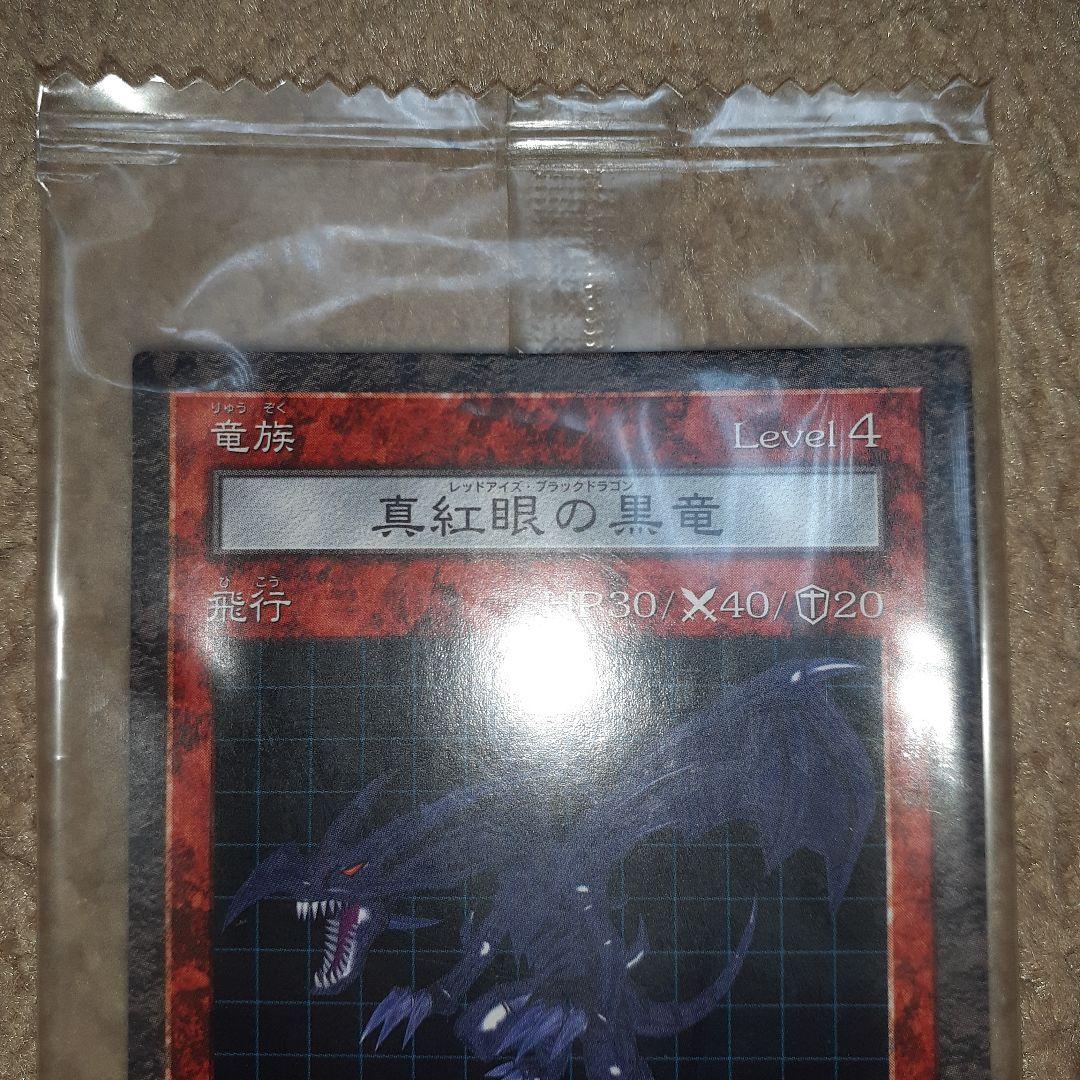 りゅう ぞく
竜族 Level 4
レッドアイズ・ブラックドラゴン
真紅眼の黒竜
ひ こう
飛行 HP30/40/20